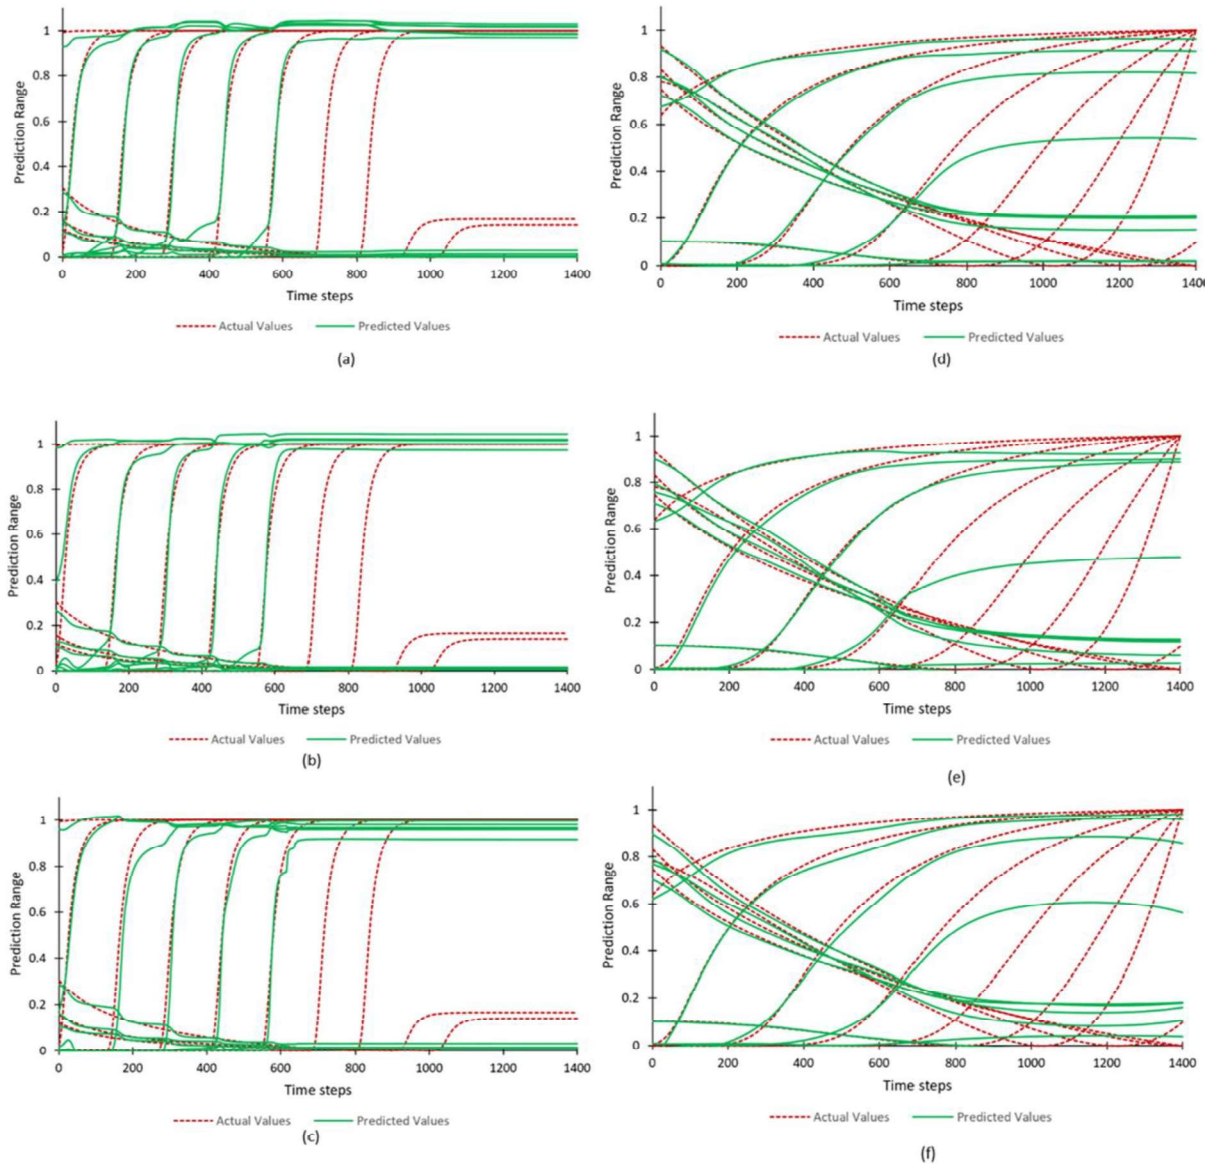 Prediction Range
1
0.8
0.6
0.4
0.2
0
0 200 400 600 800 1000 1200 1400
Time steps
Actual Values Predicted Values
(a)
Prediction Range
1
0.8
0.6
0.4
0.2
0
0 200 400 600 800 1000 1200 140
Time steps
Actual Values Predicted Values
(d)
Prediction Range
1
0.8
0.6
0.4
0.2
0
0 200 400 600 800 1000 1200 1400
Time steps
Actual Values Predicted Values
(b)
Prediction Range
1
0.8
0.6
0.4
0.2
0
0 200 400 600 800 1000 1200 1400
Time steps
Actual Values Predicted Values
(e)
Prediction Range
1
0.8
0.6
0.4
0.2
0
0 200 400 600 800 1000 1200 1400
Time steps
Actual Values Predicted Values
(c)
Prediction Range
1
0.8
0.6
0.4
0.2
0
0 200 400 600 800 1000 1200 1400
Time steps
Actual Values Predicted Values
(f)